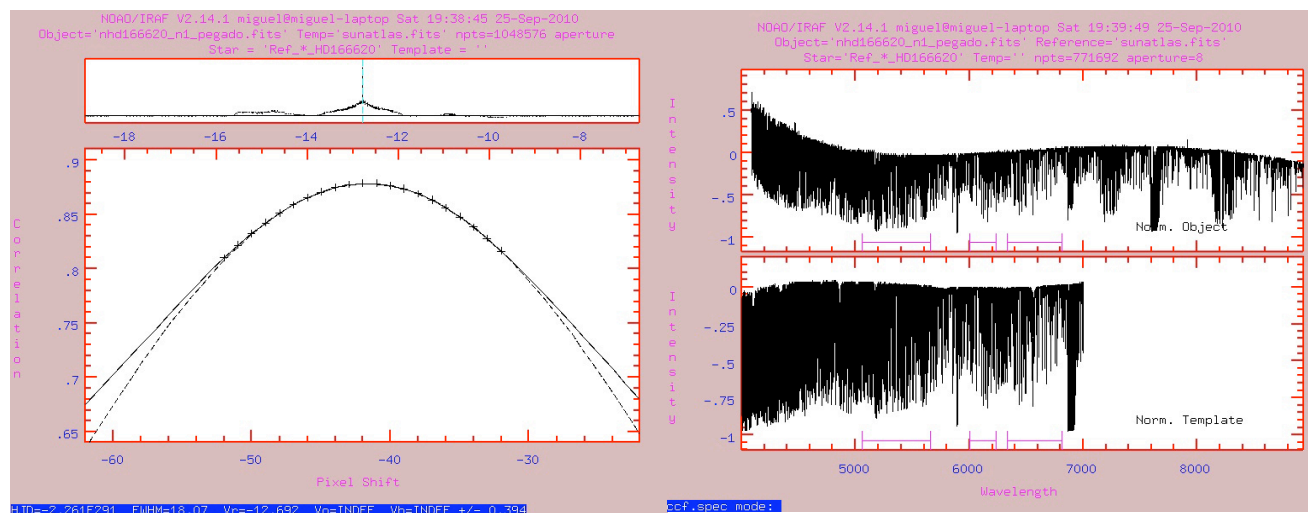 NOAO/IRAF V2.14.1 miguel@miguel-laptop Sat 19:38:45 25-Sep-2010
Object='nhd166620_n1_pegado.fits' Temp='sunatlas.fits' npts=1048576 aperture
Star = 'Ref_*_HD166620' Template = ''
-18 -16 -14 -12 -10 -8
Correlation
.9
.85
.8
.75
.7
.65
-60 -50 -40 -30
Pixel Shift
HJD=-2.261E291 FWHM=18.07 Vr=-12.692 Vo=INDEF Vh=INDEF +/- 0.394
NOAO/IRAF V2.14.1 miguel@miguel-laptop Sat 19:39:49 25-Sep-2010
Object='nhd166620_n1_pegado.fits' Reference='sunatlas.fits'
Star='Ref_*_HD166620' Temp='' npts=771692 aperture=8
Intensity
.5
0
-.5
-1
Norm. Object
Intensity
0
-.25
-.5
-.75
-1
Norm. Template
5000 6000 7000 8000
Wavelength
ccf.spec mode: